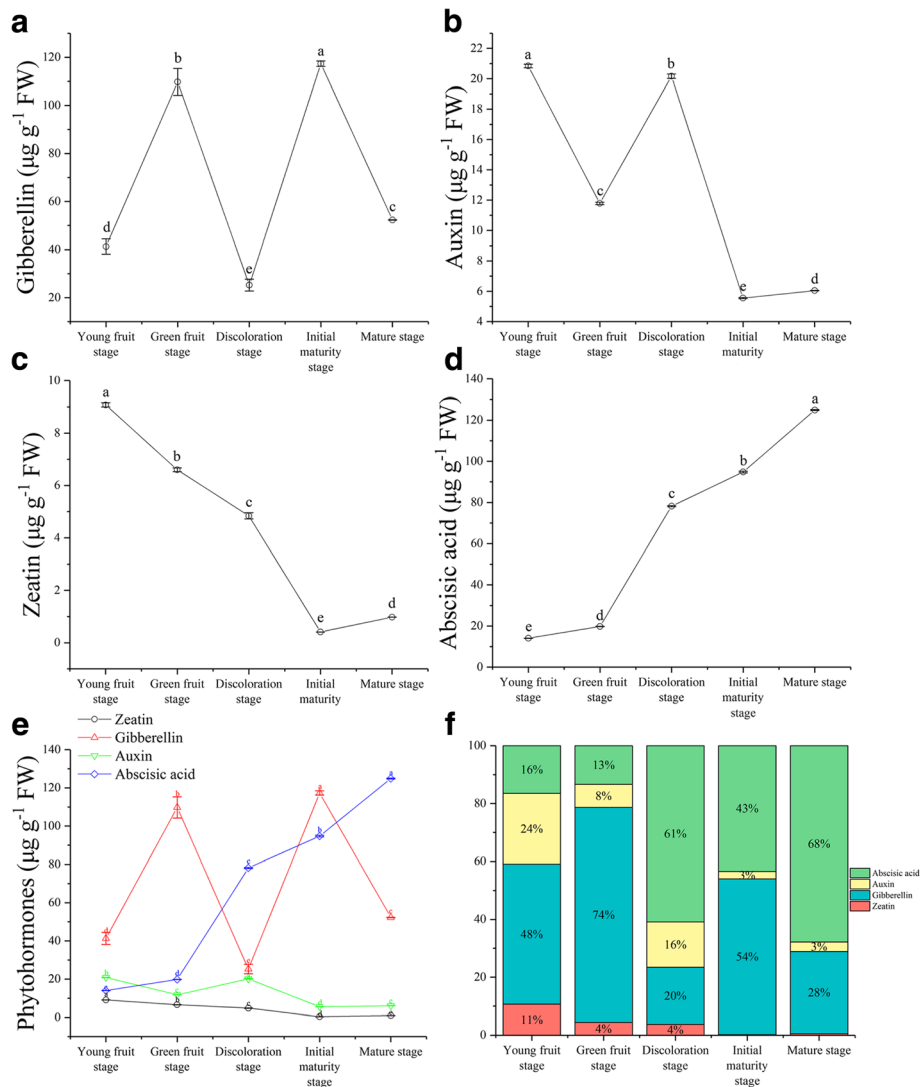 a
Gibberellin (µg g⁻¹ FW)
120
100
80
60
40
20
d
b
e
a
c
Young fruit
stage
Green fruit
stage
Discoloration
stage
Initial
maturity
stage
Mature stage
b
Auxin (µg g⁻¹ FW)
22
20
18
16
14
12
10
8
6
4
a
c
b
e
d
Young fruit
stage
Green fruit
stage
Discoloration
stage
Initial
maturity
Mature stage
c
Zeatin (µg g⁻¹ FW)
10
8
6
4
2
0
a
b
c
e
d
Young fruit
stage
Green fruit
stage
Discoloration
stage
Initial
maturity
Mature stage
d
Abscisic acid (µg g⁻¹ FW)
140
120
100
80
60
40
20
0
e
d
c
b
a
Young fruit
stage
Green fruit
stage
Discoloration
stage
Initial
maturity
stage
Mature stage
e
Zeatin
Gibberellin
Auxin
Abscisic acid
Phytohormones (µg g⁻¹ FW)
140
120
100
80
60
40
20
0
Young fruit
stage
Green fruit
stage
Discoloration
stage
Initial
maturity
stage
Mature stage
f
100
80
60
40
20
0
16%
24%
48%
11%
13%
8%
74%
4%
61%
16%
20%
4%
43%
3%
54%
68%
3%
28%
Young fruit
stage
Green fruit
stage
Discoloration
stage
Initial
maturity
stage
Mature stage
Abscisic acid
Auxin
Gibberellin
Zeatin